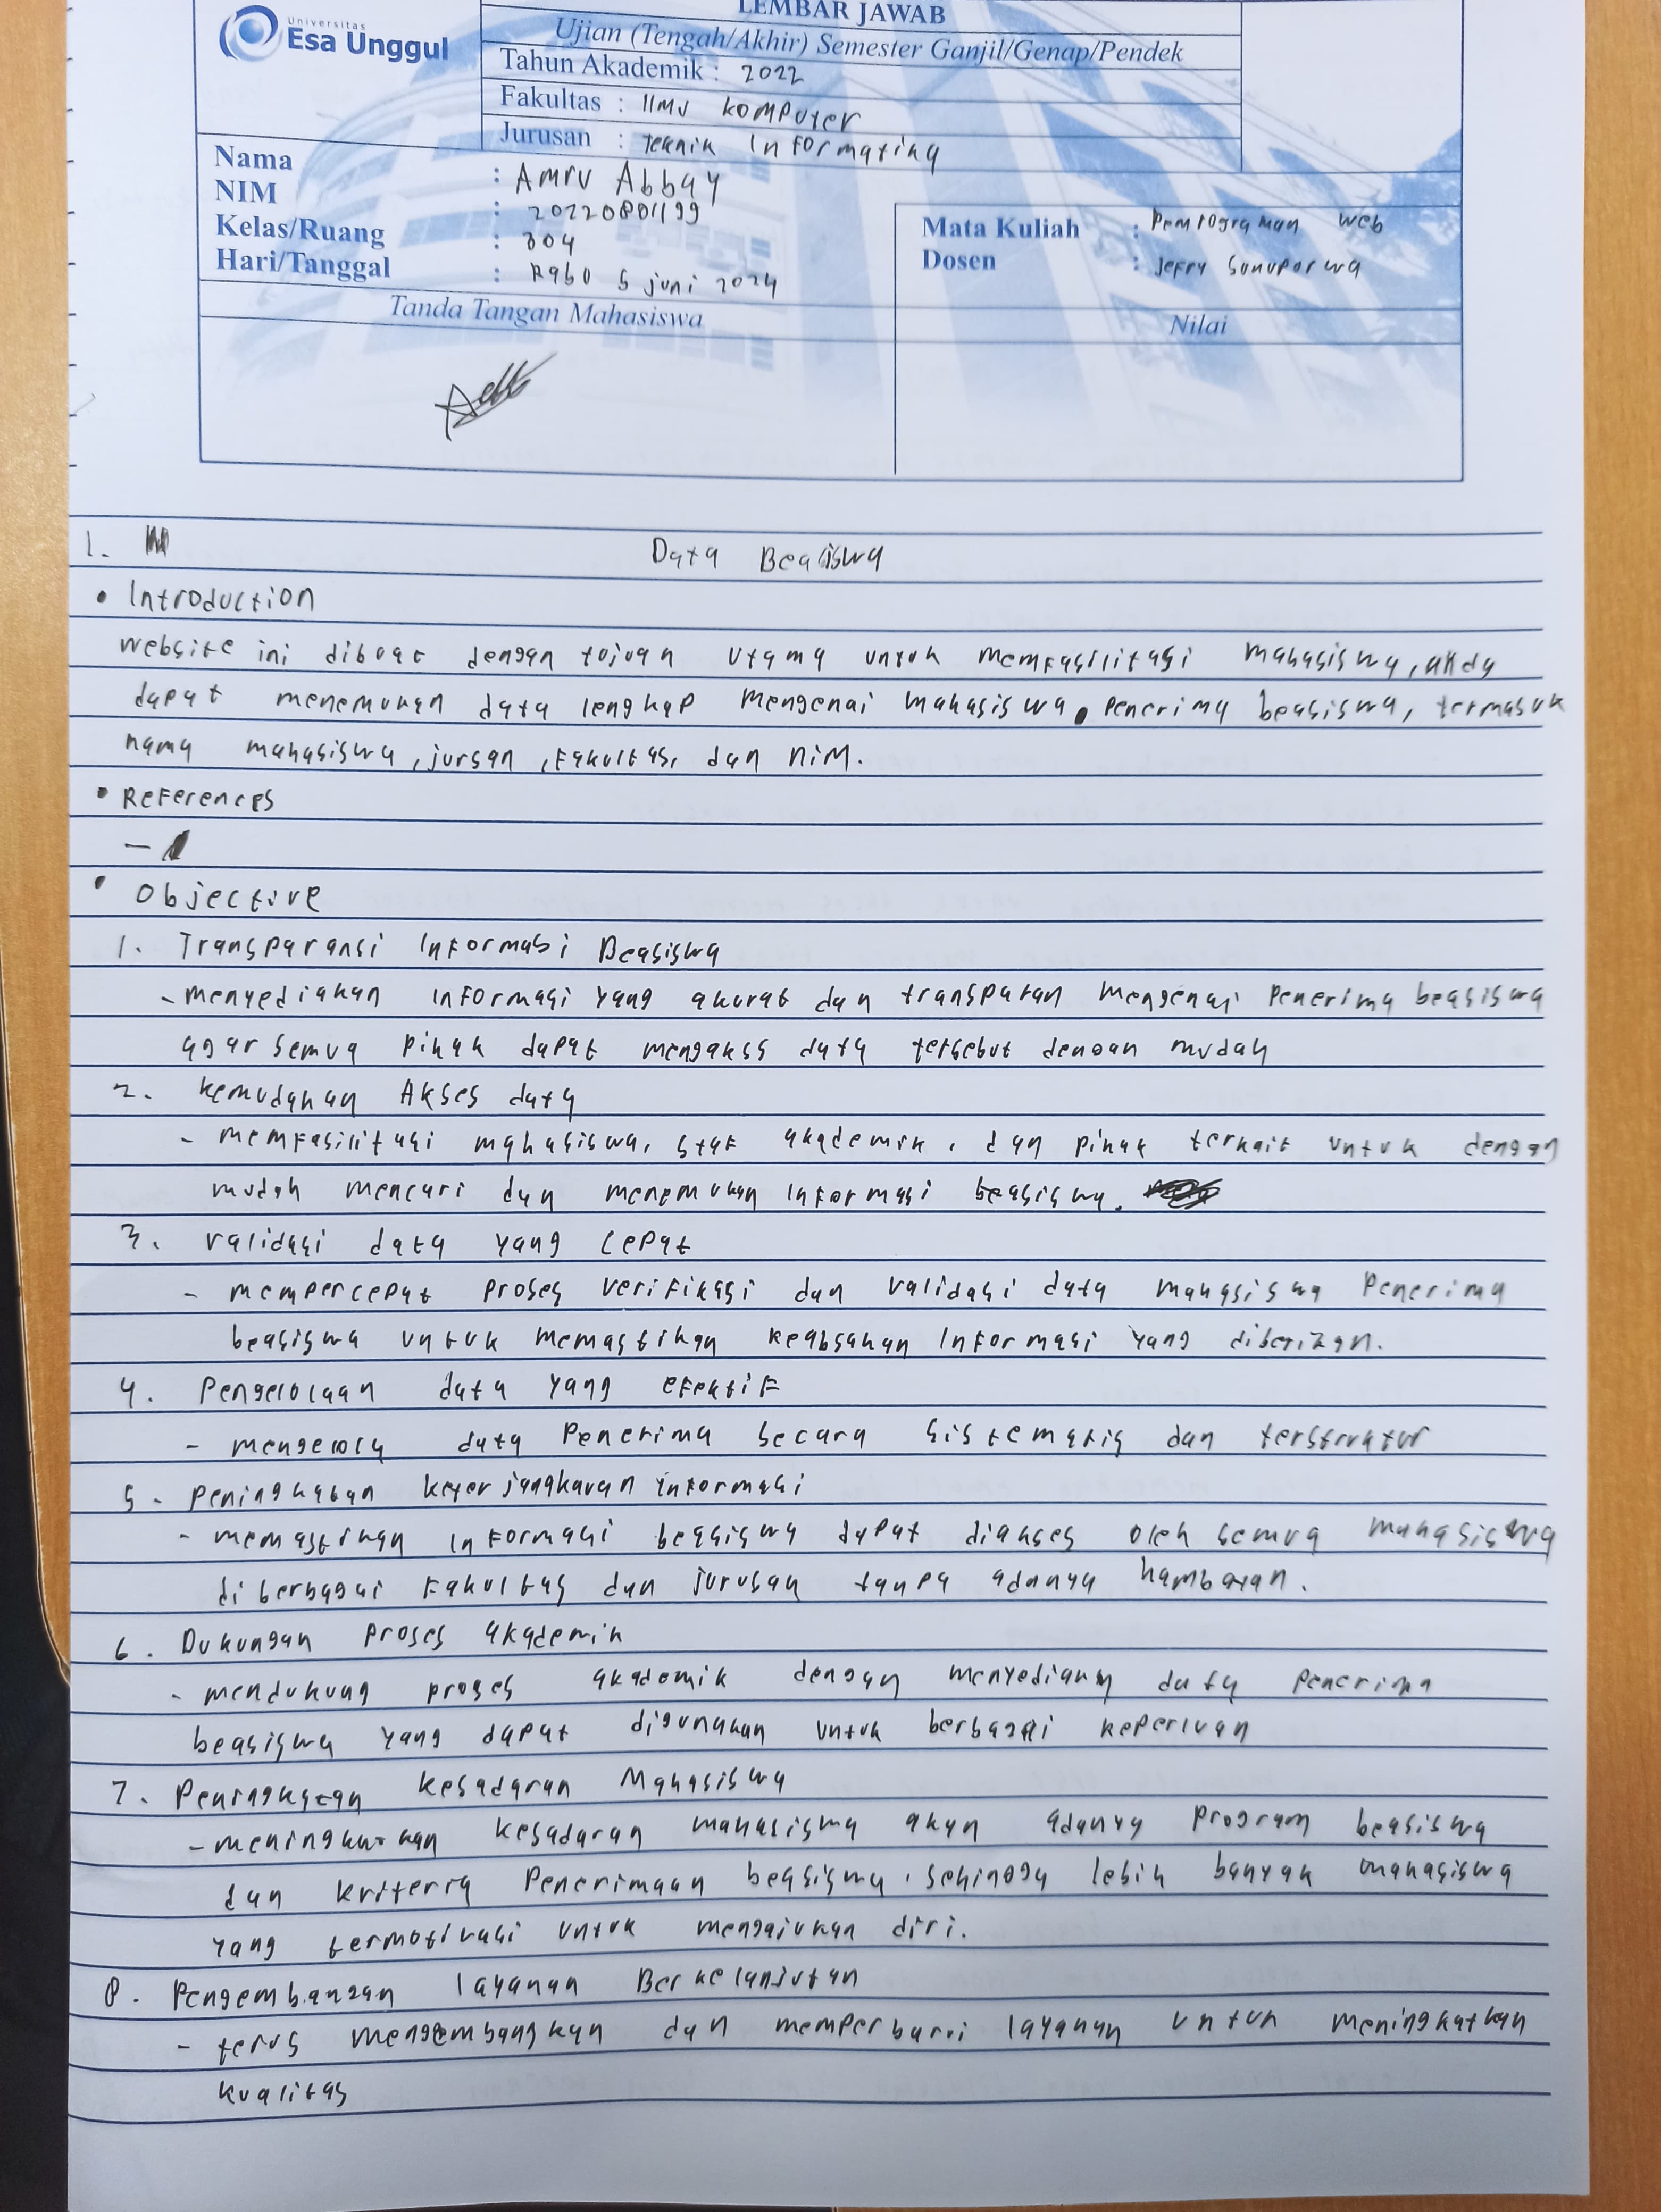 LEMBAR JAWAB
Universitas
Esa Unggul
Ujian (Tengah/Akhir) Semester Ganjil/Genap/Pendek
Tahun Akademik : 2022
Fakultas : Ilmu Komputer
Jurusan : Teknik Informatika
Nama : Amru Abbay
NIM : 20220801199
Kelas/Ruang : 304
Hari/Tanggal : Rabu 5 juni 2024
Mata Kuliah : Pemrograman Web
Dosen : Jefry Sunupurwa
Tanda Tangan Mahasiswa
Nilai
1. Data Beasiswa
• Introduction
website ini dibuat dengan tujuan utama untuk memfasilitasi mahasiswa, anda
dapat menemukan data lengkap mengenai mahasiswa penerima beasiswa, termasuk
nama mahasiswa, jursan, fakultas, dan NIM.
• References
-
• Objective
1. Transparansi Informasi Beasiswa
- menyediakan informasi yang akurat dan transparan mengenai penerima beasiswa
agar semua pihak dapat mengakss data tersebut dengan mudah
2. kemudahan Akses data
- memfasilitasi mahasiswa, staf akademik, dan pihak terkait untuk dengan
mudah mencari dan menemukan informasi beasiswa.
3. validasi data yang cepat
- mempercepat proses verifikasi dan validasi data mahasiswa penerima
beasiswa untuk memastikan keabsahan informasi yang diberikan.
4. Pengelolaan data yang efektif
- mengelola data penerima secara sistematis dan terstruktur
5. Peningkatan keterjangkauan informasi
- memastikan informasi beasiswa dapat diakses oleh semua mahasiswa
di berbagai fakultas dan jurusan tanpa adanya hambatan.
6. Dukungan proses akademik
- mendukung proses akademik dengan menyediakan data penerima
beasiswa yang dapat digunakan untuk berbagai keperluan
7. Peningkatan kesadaran Mahasiswa
- meningkatkan kesadaran mahasiswa akan adanya program beasiswa
dan kriteria penerimaan beasiswa, sehingga lebih banyak mahasiswa
yang termotivasi untuk mengajukan diri.
8. Pengembangan layanan Berkelanjutan
- terus mengembangkan dan memperbarui layanan untuk meningkatkan
kualitas